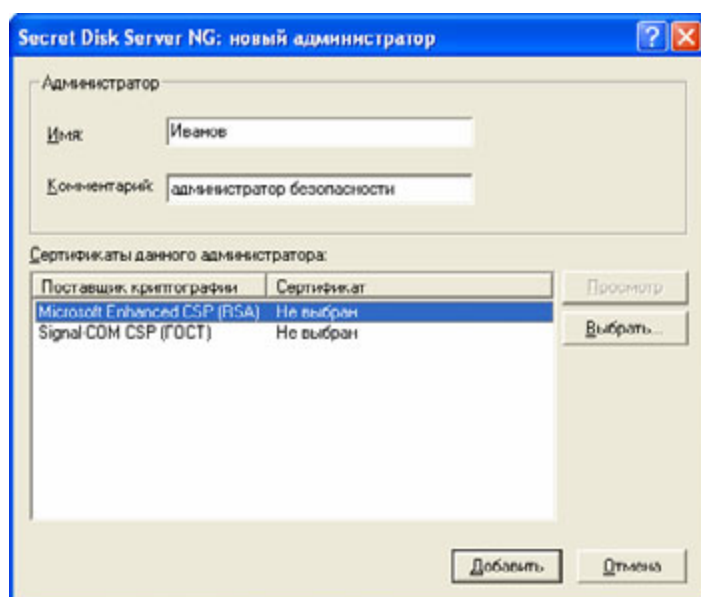 Secret Disk Server NG: новый администратор
Администратор
Имя: Иванов
Комментарий: администратор безопасности
Сертификаты данного администратора:
Поставщик криптографии Сертификат
Просмотр
Microsoft Enhanced CSP (RSA) Не выбран
Signal-COM CSP (ГОСТ) Не выбран
Выбрать...
Добавить Отмена